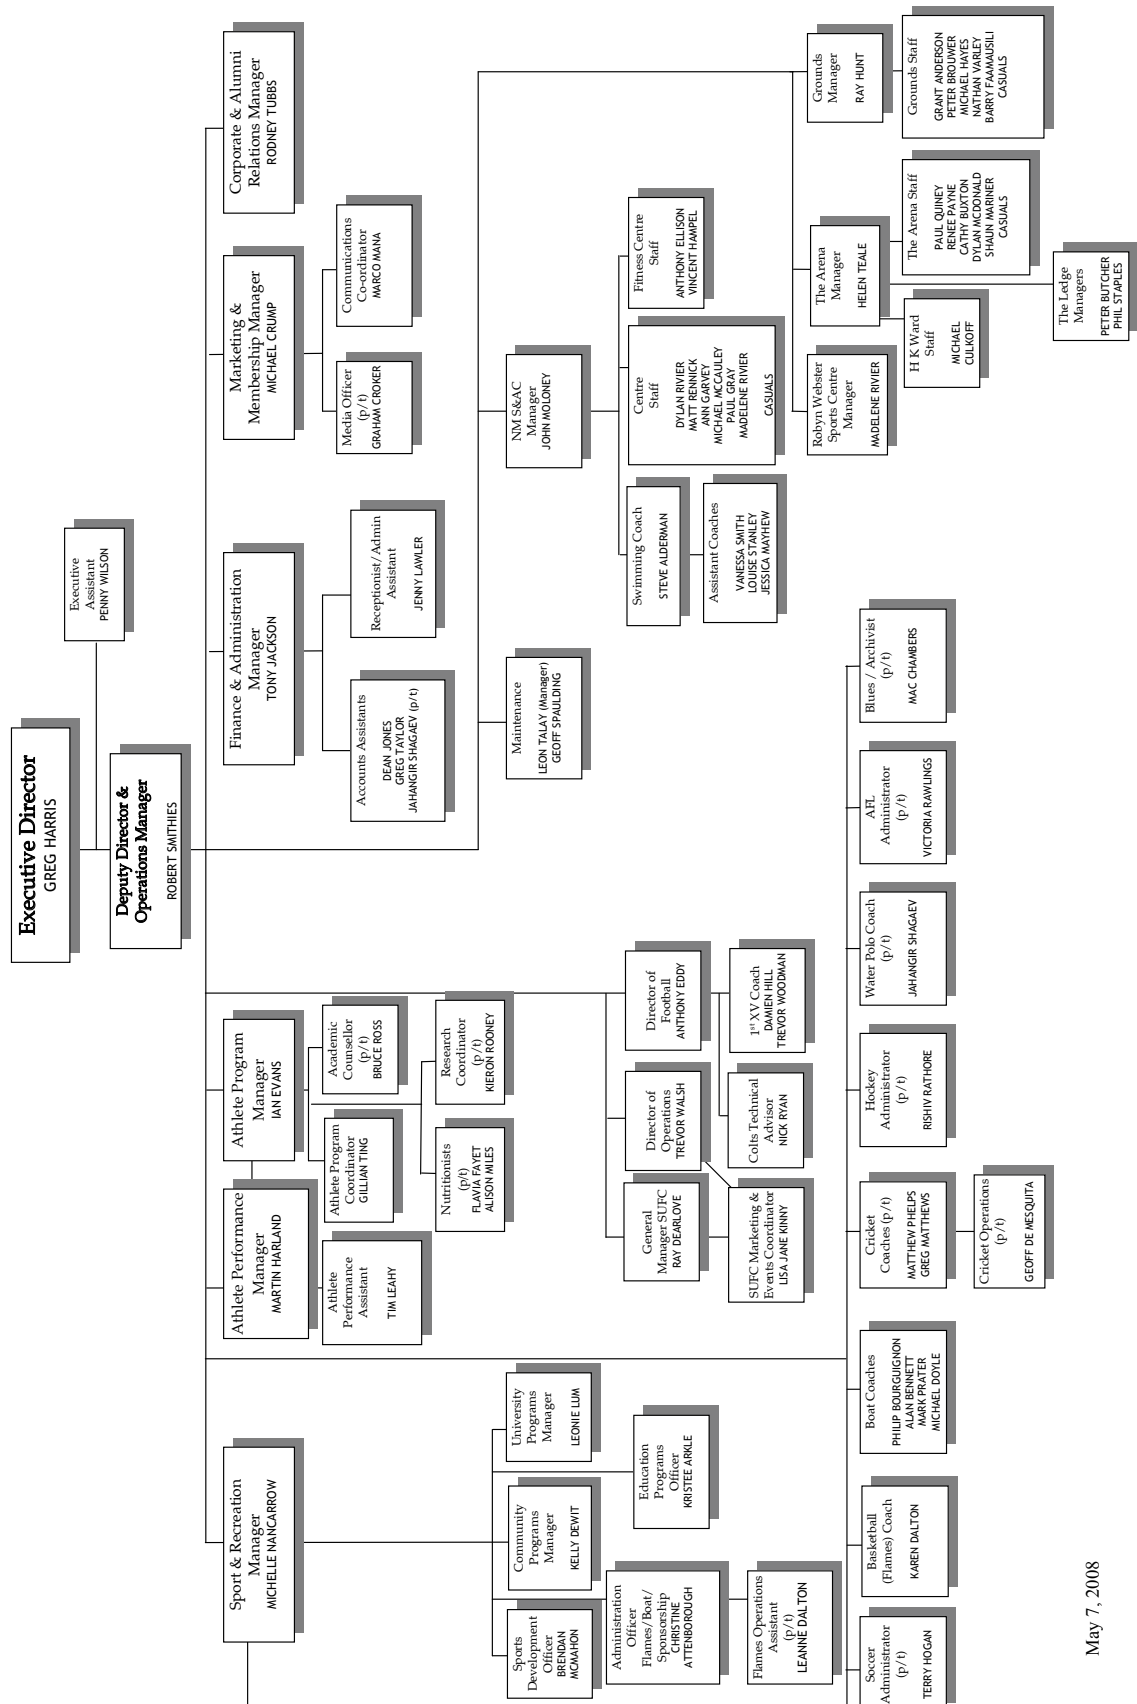 Executive Director
GREG HARRIS
Executive
Assistant
PENNY WILSON
Deputy Director &
Operations Manager
ROBERT SMITHIES
Sport & Recreation
Manager
MICHELLE NANCARROW
Athlete Performance
Manager
MARTIN HARLAND
Athlete Program
Manager
IAN EVANS
Finance & Administration
Manager
TONY JACKSON
Marketing &
Membership Manager
MICHAEL CRUMP
Corporate & Alumni
Relations Manager
RODNEY TUBBS
Athlete
Performance
Assistant
TIM LEAHY
Athlete Program
Coordinator
GILLIAN TING
Academic
Counsellor
(p/t)
BRUCE ROSS
Nutritionists
(p/t)
FLAVIA FAYET
ALISON MILES
Research
Coordinator
(p/t)
KIERON ROONEY
Accounts Assistants
DEAN JONES
GREG TAYLOR
JAHANGIR SHAGAEV (p/t)
Receptionist/Admin
Assistant
JENNY LAWLER
Media Officer
(p/t)
GRAHAM CROKER
Communications
Co-ordinator
MARCO MANA
Sports
Development
Officer
BRENDAN
MCMAHON
Community
Programs
Manager
KELLY DEWIT
University
Programs
Manager
LEONIE LUM
Administration
Officer
Flames/Boat/
Sponsorship
CHRISTINE
ATTENBOROUGH
Education
Programs
Officer
KRISTEE ARKLE
Flames Operations
Assistant
(p/t)
LEANNE DALTON
General
Manager SUFC
RAY DEARLOVE
Director of
Operations
TREVOR WALSH
Director of
Football
ANTHONY EDDY
SUFC Marketing &
Events Coordinator
LISA JANE KINNY
Colts Technical
Advisor
NICK RYAN
1st XV Coach
DAMIEN HILL
TREVOR WOODMAN
Maintenance
LEON TALAY (Manager)
GEOFF SPAULDING
NM S&AC
Manager
JOHN MOLONEY
Swimming Coach
STEVE ALDERMAN
Centre
Staff
DYLAN RIVIER
MATT RENNICK
ANN GARVEY
MICHAEL MCCAULEY
PAUL GRAY
MADELENE RIVIER
CASUALS
Fitness Centre
Staff
ANTHONY ELLISON
VINCENT HAMPEL
Assistant Coaches
VANESSA SMITH
LOUISE STANLEY
JESSICA MAYHEW
Robyn Webster
Sports Centre
Manager
MADELENE RIVIER
The Arena
Manager
HELEN TEALE
Grounds
Manager
RAY HUNT
H K Ward
Staff
MICHAEL
CULKOFF
The Arena Staff
PAUL QUINEY
RENEE PAYNE
CATHY BUXTON
DYLAN MCDONALD
SHAUN MARINER
CASUALS
Grounds Staff
GRANT ANDERSON
PETER BROUWER
MICHAEL HAYES
NATHAN VARLEY
BARRY FAAMAUSILI
CASUALS
The Ledge
Managers
PETER BUTCHER
PHIL STAPLES
Soccer
Administrator
(p/t)
TERRY HOGAN
Basketball
(Flames) Coach
KAREN DALTON
Boat Coaches
PHILIP BOURGUIGNON
ALAN BENNETT
MARK PRATER
MICHAEL DOYLE
Cricket
Coaches (p/t)
MATTHEW PHELPS
GREG MATTHEWS
Hockey
Administrator
(p/t)
RISHIV RATHORE
Water Polo Coach
(p/t)
JAHANGIR SHAGAEV
AFL
Administrator
(p/t)
VICTORIA RAWLINGS
Blues / Archivist
(p/t)
MAC CHAMBERS
Cricket Operations
(p/t)
GEOFF DE MESQUITA
May 7, 2008